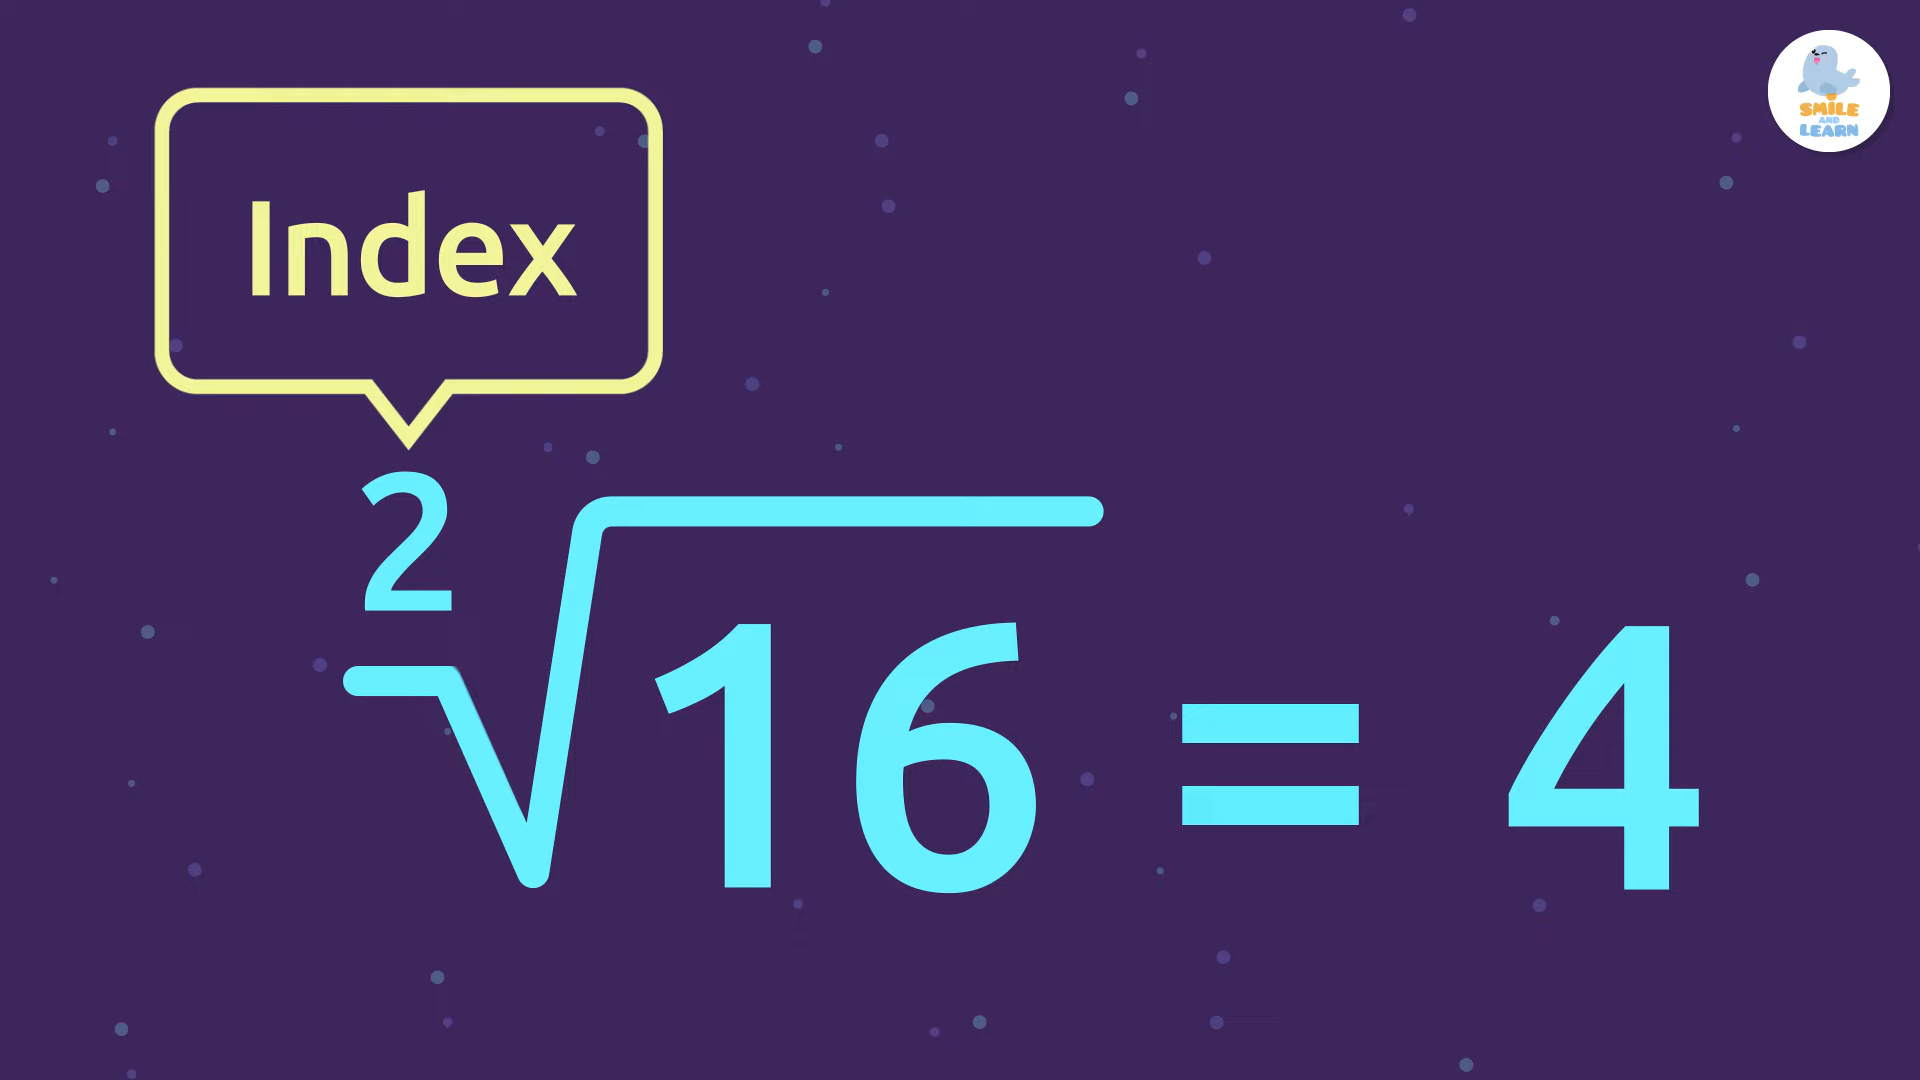 Index
2
√16 = 4
SMILE
AND
LEARN